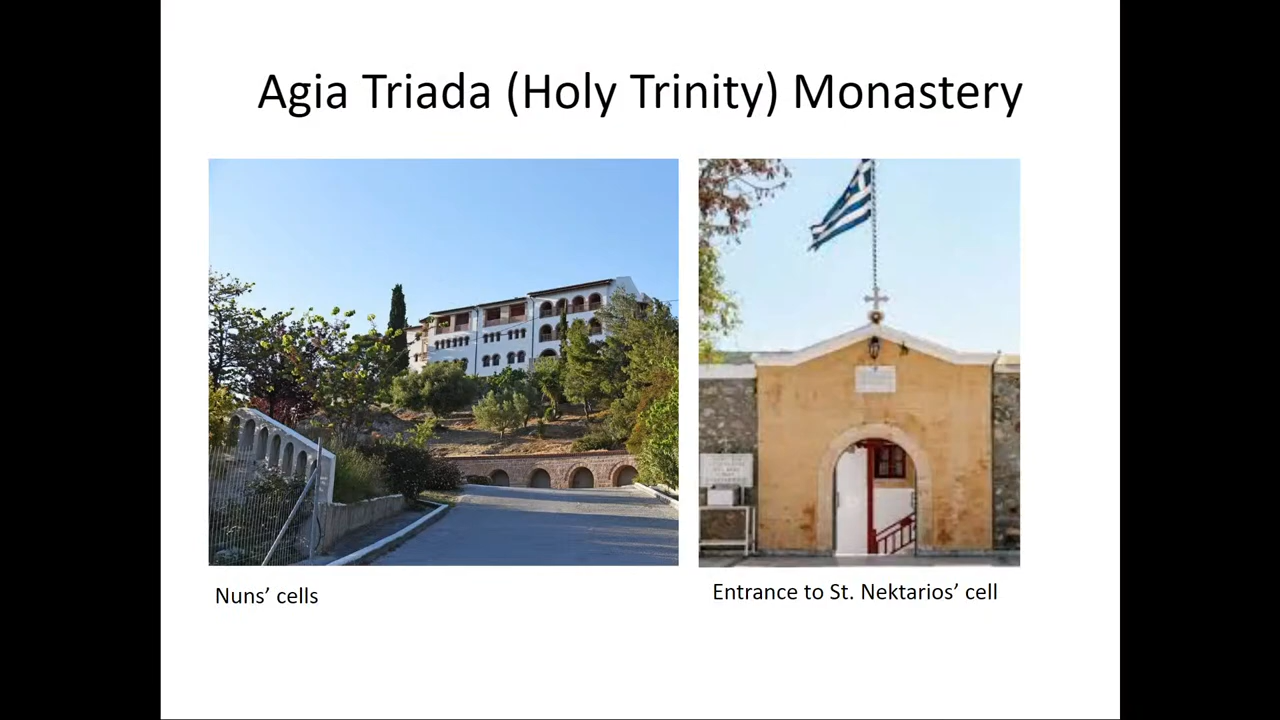 Agia Triada (Holy Trinity) Monastery
Nuns’ cells
Entrance to St. Nektarios’ cell